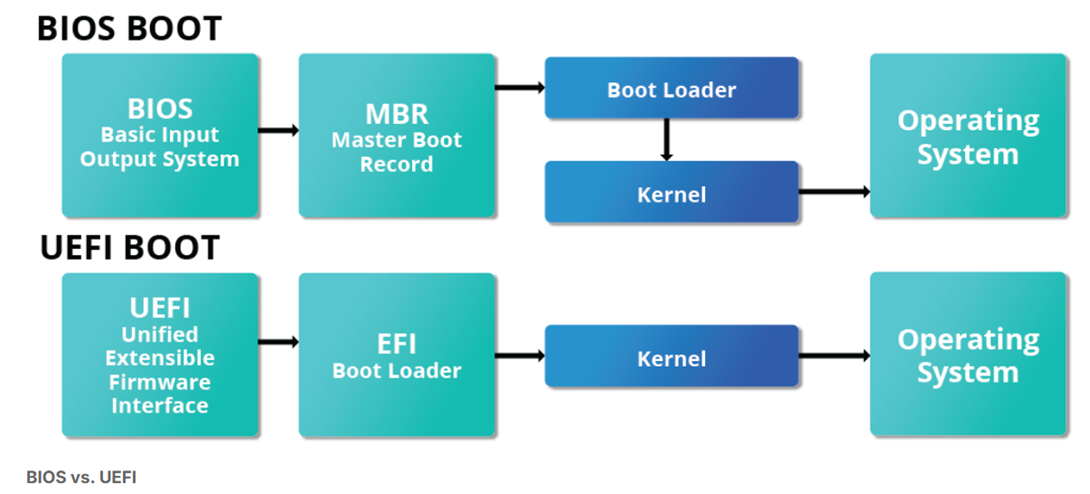 BIOS BOOT
BIOS
Basic Input
Output System
MBR
Master Boot
Record
Boot Loader
Kernel
Operating
System
UEFI BOOT
UEFI
Unified
Extensible
Firmware
Interface
EFI
Boot Loader
Kernel
Operating
System
BIOS vs. UEFI